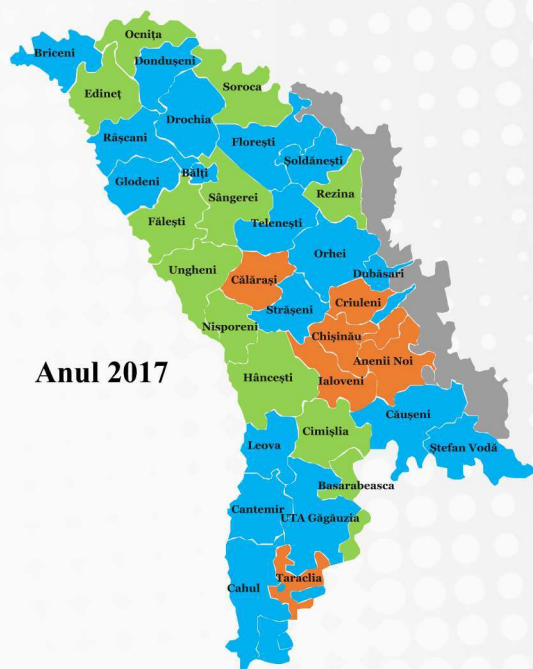 Ocnița
Briceni
Dondușeni
Edineț
Soroca
Drochia
Râșcani
Florești
Șoldănești
Glodeni
Bălți
Sângerei
Rezina
Fălești
Telenești
Orhei
Ungheni
Dubăsari
Călărași
Criuleni
Strășeni
Nisporeni
Chișinău
Anenii Noi
Anul 2017
Hâncești
Ialoveni
Căușeni
Cimișlia
Leova
Ștefan Vodă
Basarabeasca
Cantemir
UTA Găgăuzia
Taraclia
Cahul